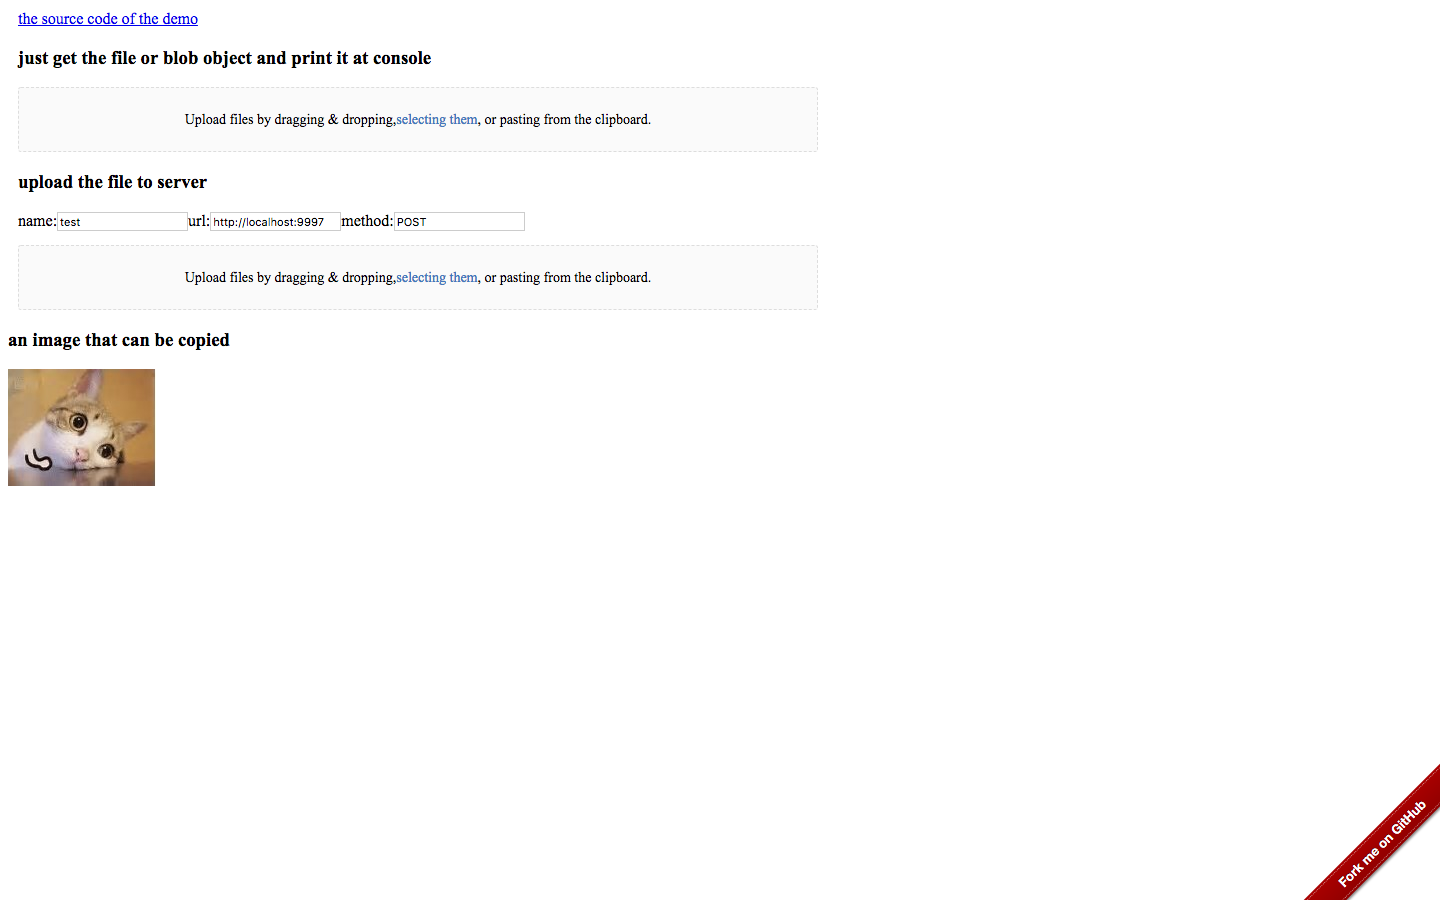 the source code of the demo
just get the file or blob object and print it at console
Upload files by dragging & dropping,selecting them, or pasting from the clipboard.
upload the file to server
name:test url:http://localhost:9997 method:POST
Upload files by dragging & dropping,selecting them, or pasting from the clipboard.
an image that can be copied
Fork me on GitHub